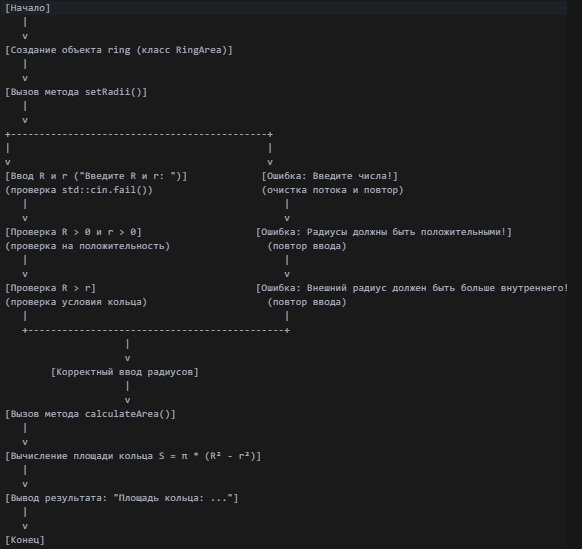 [Начало]
|
v
[Создание объекта ring (класс RingArea)]
|
v
[Вызов метода setRadii()]
|
v
+--------------------------------------------+
| |
v v
[Ввод R и r ("Введите R и r: ")] [Ошибка: Введите числа!]
(проверка std::cin.fail()) (очистка потока и повтор)
| |
v v
[Проверка R > 0 и r > 0] [Ошибка: Радиусы должны быть положительными!]
(проверка на положительность) (повтор ввода)
| |
v v
[Проверка R > r] [Ошибка: Внешний радиус должен быть больше внутреннего!
(проверка условия кольца) (повтор ввода)
| |
+--------------------------------------------+
|
v
[Корректный ввод радиусов]
|
v
[Вызов метода calculateArea()]
|
v
[Вычисление площади кольца S = π * (R² - r²)]
|
v
[Вывод результата: "Площадь кольца: ..."]
|
v
[Конец]